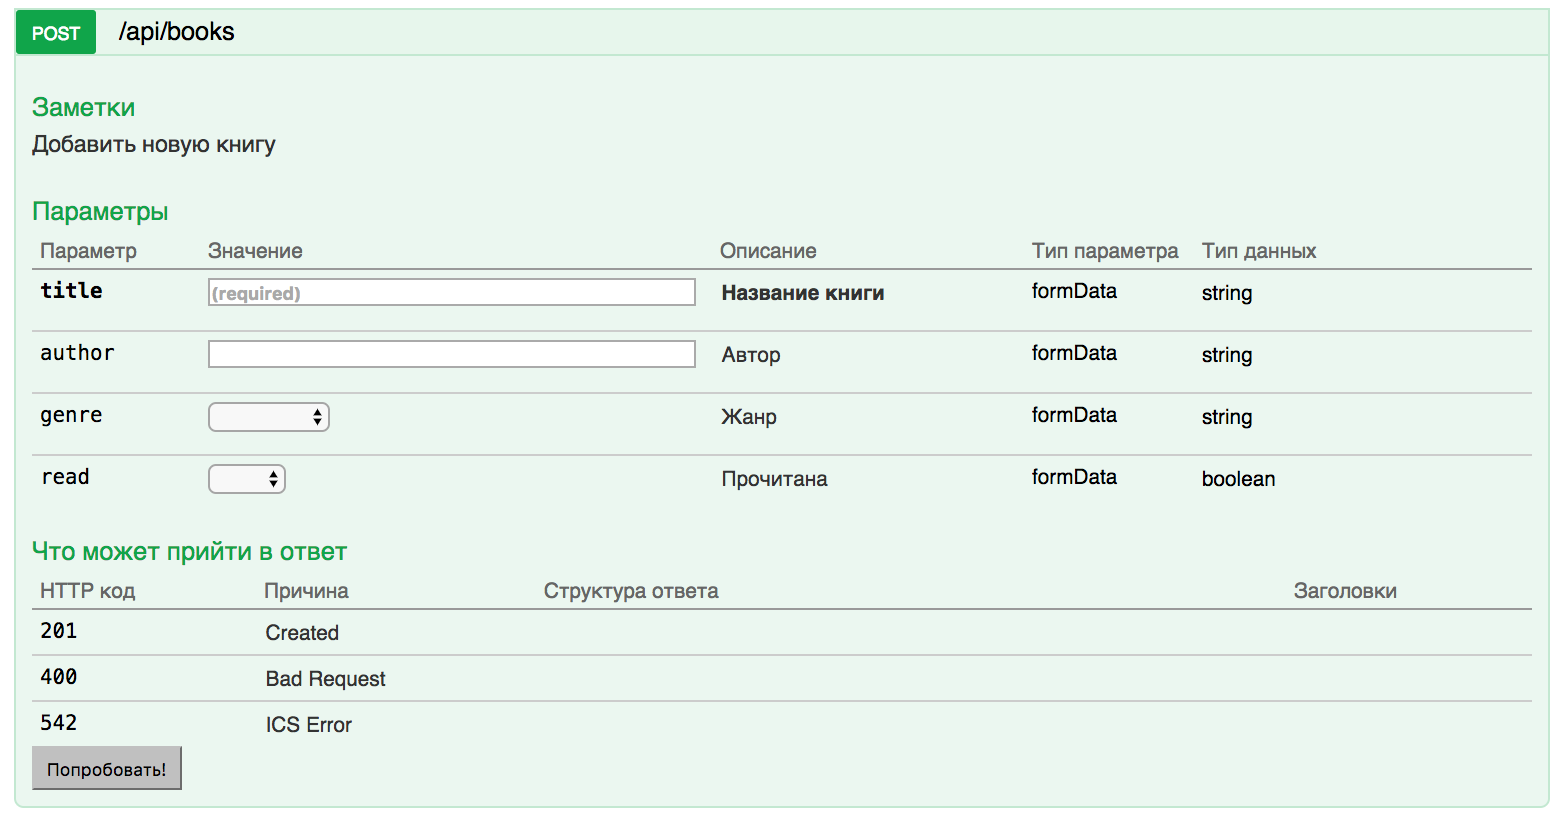 POST /api/books
Заметки
Добавить новую книгу
Параметры
Параметр Значение Описание Тип параметра Тип данных
title (required) Название книги formData string
author Автор formData string
genre Жанр formData string
read Прочитана formData boolean
Что может прийти в ответ
HTTP код Причина Структура ответа Заголовки
201 Created
400 Bad Request
542 ICS Error
Попробовать!